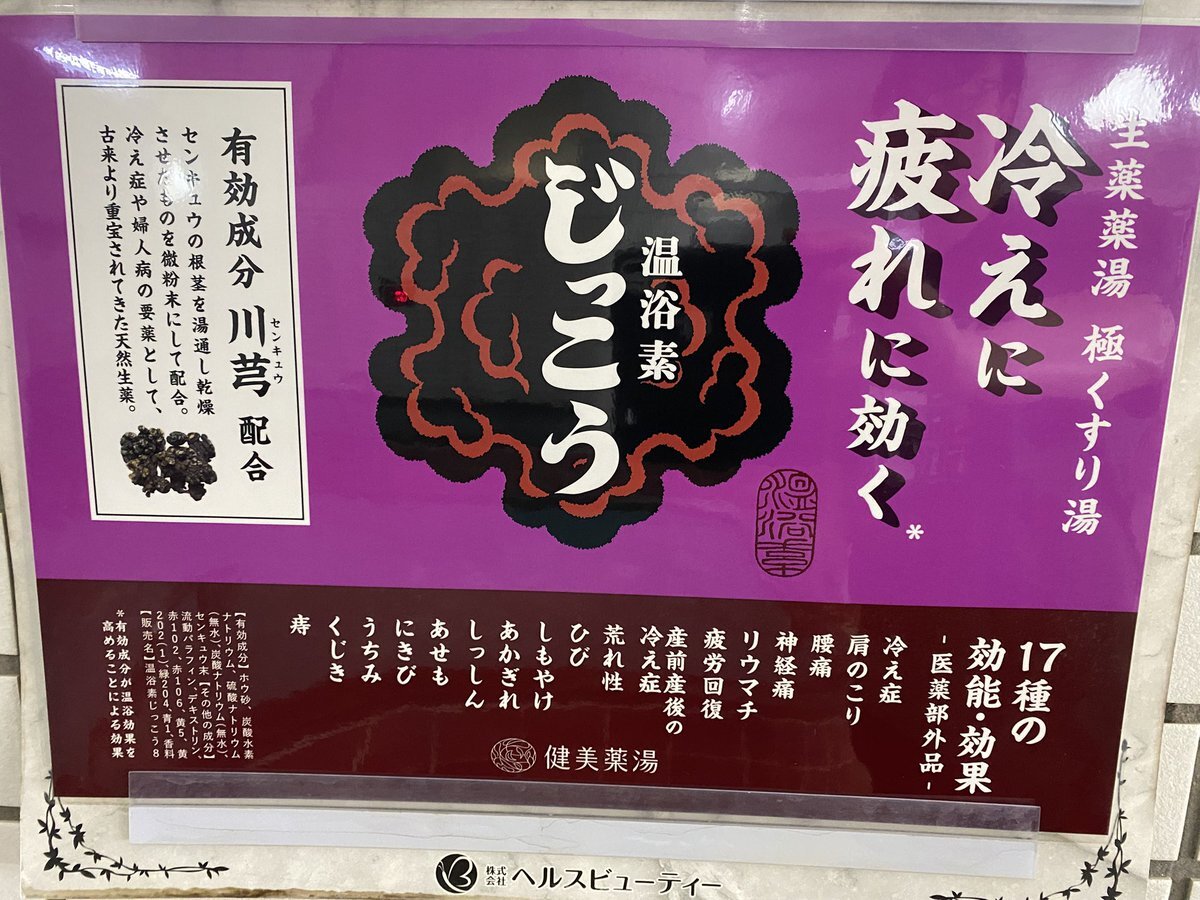 生薬薬湯 極くすり湯
冷えに
疲れに効く*
温浴素
じっこう
温浴素
有効成分 川芎 配合
センキュウ
センキュウの根茎を湯通し乾燥
させたものを微粉末にして配合。
冷え症や婦人病の要薬として、
古来より重宝されてきた天然生薬。
17種の
効能・効果
-医薬部外品-
冷え症
肩のこり
腰痛
神経痛
リウマチ
疲労回復
産前産後の
冷え症
荒れ性
ひび
しもやけ
あかぎれ
しっしん
あせも
にきび
うちみ
くじき
痔
【有効成分】ホウ砂、炭酸水素
ナトリウム、硫酸ナトリウム
(無水)、炭酸ナトリウム(無水)、
センキュウ末【その他の成分】
流動パラフィン、デキストリン、
赤102、赤106、黄5、黄
202(1)、緑204、青1、香料
【販売名】温浴素じっこう8
*有効成分が温浴効果を
高めることによる効果
健美薬湯
株式会社 ヘルスビューティー